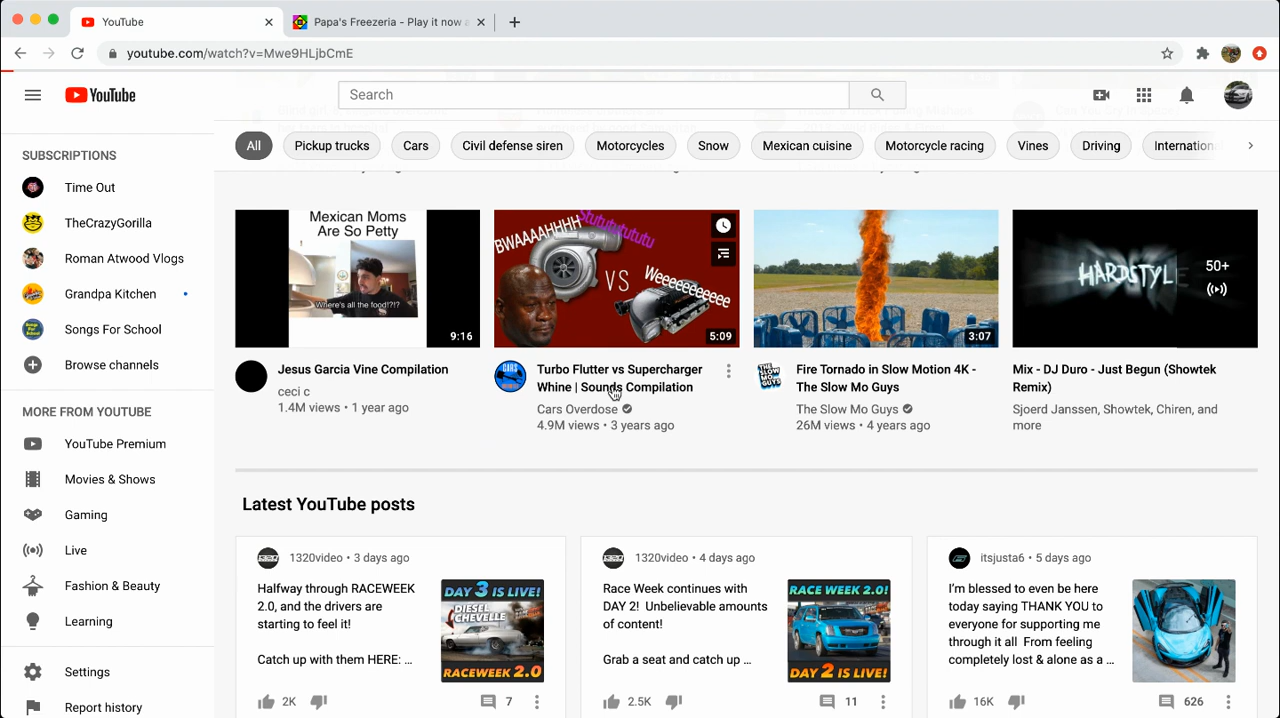 YouTube
Papa's Freezeria - Play it now a
youtube.com/watch?v=Mwe9HLjbCmE
YouTube
Search
All
Pickup trucks
Cars
Civil defense siren
Motorcycles
Snow
Mexican cuisine
Motorcycle racing
Vines
Driving
Internation
SUBSCRIPTIONS
Time Out
TheCrazyGorilla
Roman Atwood Vlogs
Grandpa Kitchen
Songs For School
Browse channels
MORE FROM YOUTUBE
YouTube Premium
Movies & Shows
Gaming
Live
Fashion & Beauty
Learning
Settings
Report history
Mexican Moms
Are So Petty
Where's all the food!?!?
9:16
Jesus Garcia Vine Compilation
ceci c
1.4M views • 1 year ago
BWAAAAHHHH
Stutututututu
VS
Weeeeeeeeeee
5:09
CARS
Turbo Flutter vs Supercharger
Whine | Sounds Compilation
Cars Overdose
4.9M views • 3 years ago
3:07
THE
SLOW
MO
GUYS
Fire Tornado in Slow Motion 4K -
The Slow Mo Guys
The Slow Mo Guys
26M views • 4 years ago
HARDSTYL
50+
Mix - DJ Duro - Just Begun (Showtek
Remix)
Sjoerd Janssen, Showtek, Chiren, and
more
Latest YouTube posts
1320video • 3 days ago
Halfway through RACEWEEK
2.0, and the drivers are
starting to feel it!
Catch up with them HERE: ...
DAY 3 IS LIVE!
DIESEL
CHEVELLE
RACEWEEK 2.0
2K
7
1320video • 4 days ago
Race Week continues with
DAY 2! Unbelievable amounts
of content!
Grab a seat and catch up ...
RACE WEEK 2.0!
DAY 2 IS LIVE!
2.5K
11
itsjusta6 • 5 days ago
I'm blessed to even be here
today saying THANK YOU to
everyone for supporting me
through it all From feeling
completely lost & alone as a ...
16K
626